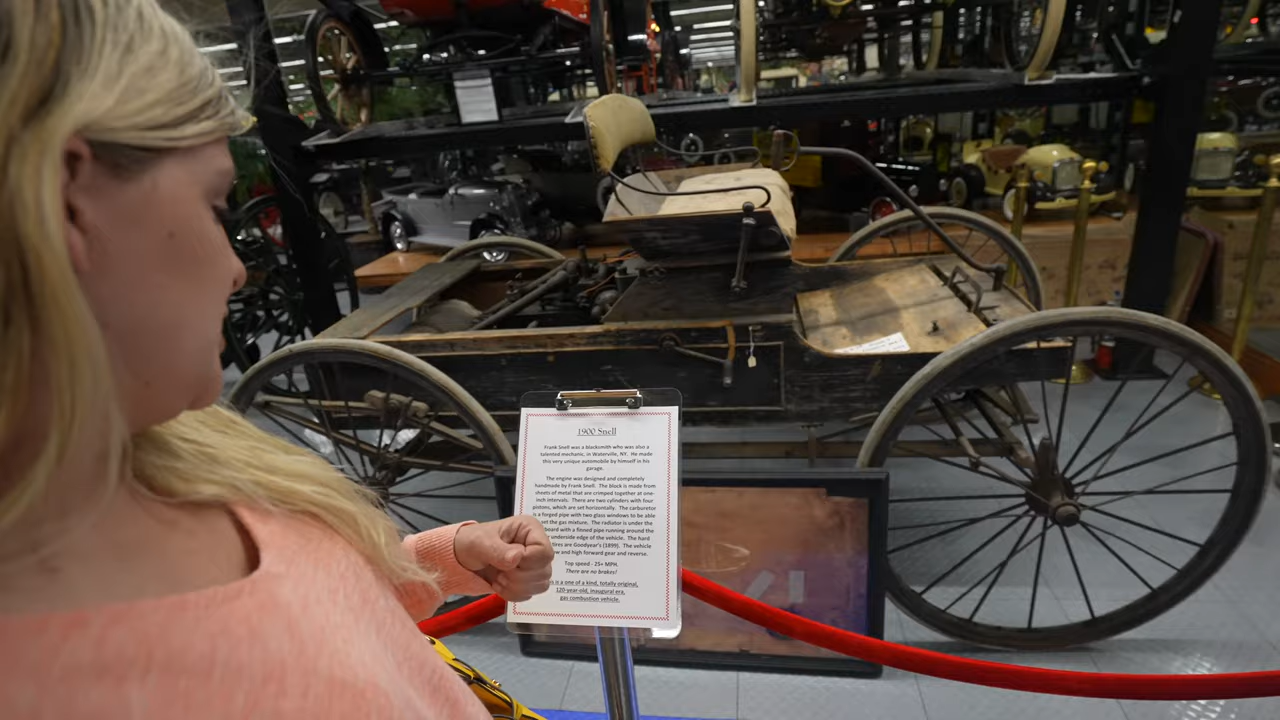 1900 Snell
Frank Snell was a blacksmith who was also a
talented mechanic, in Waterville, NY. He made
this very unique automobile by himself in his
garage.
The engine was designed and completely
handmade by Frank Snell. The block is made from
sheets of metal that are crimped together at one-
inch intervals. There are two cylinders with four
pistons, which are set horizontally. The carburetor
is a forged pipe with two glass windows to be able
set the gas mixture. The radiator is under the
board with a finned pipe running around the
underside edge of the vehicle. The hard
tires are Goodyear's (1899). The vehicle
and high forward gear and reverse.
Top speed - 25+ MPH.
There are no brakes!
is a one of a kind, totally original,
120-year-old, inaugural era,
gas combustion vehicle.